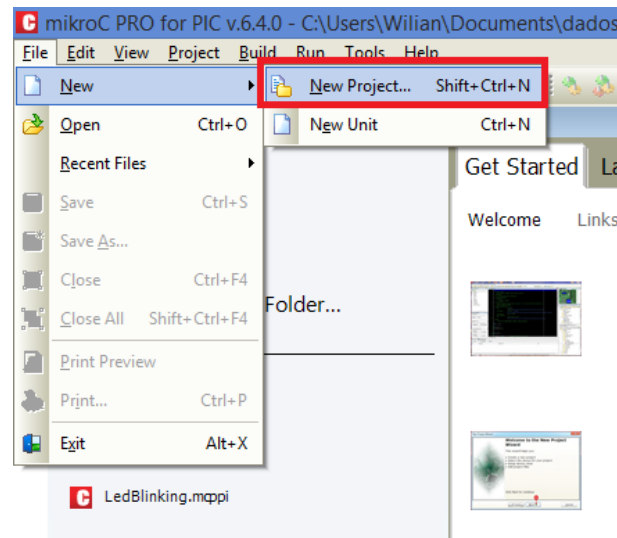 mikroC PRO for PIC v.6.4.0 - C:\Users\Wilian\Documents\dados
File Edit View Project Build Run Tools Help
New
New Project... Shift+Ctrl+N
Open Ctrl+O
New Unit Ctrl+N
Recent Files
Get Started La
Save Ctrl+S
Welcome Links
Save As...
Close Ctrl+F4
Folder...
Close All Shift+Ctrl+F4
Print Preview
Print... Ctrl+P
Exit Alt+X
LedBlinking.mcppi